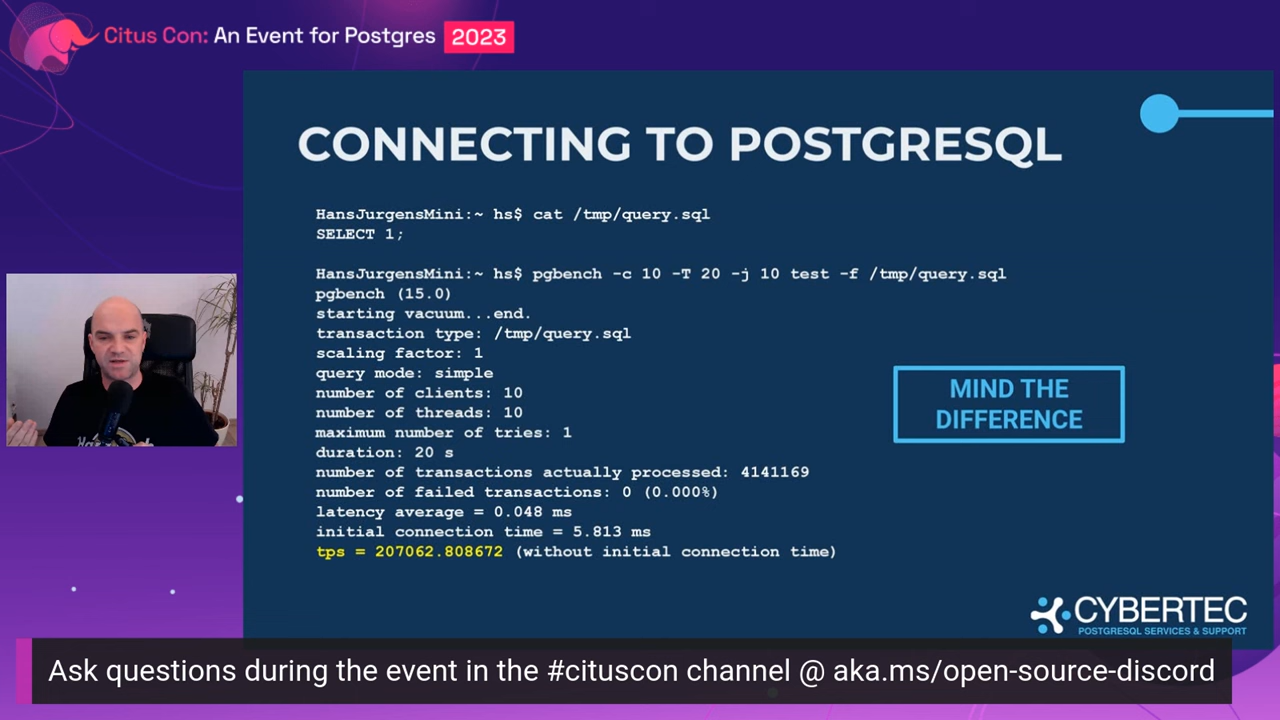 Citus Con: An Event for Postgres 2023
CONNECTING TO POSTGRESQL
HansJurgensMini:~ hs$ cat /tmp/query.sql
SELECT 1;
HansJurgensMini:~ hs$ pgbench -c 10 -T 20 -j 10 test -f /tmp/query.sql
pgbench (15.0)
starting vacuum...end.
transaction type: /tmp/query.sql
scaling factor: 1
query mode: simple
number of clients: 10
number of threads: 10
maximum number of tries: 1
duration: 20 s
number of transactions actually processed: 4141169
number of failed transactions: 0 (0.000%)
latency average = 0.048 ms
initial connection time = 5.813 ms
tps = 207062.808672 (without initial connection time)
MIND THE
DIFFERENCE
CYBERTEC
POSTGRESQL SERVICES & SUPPORT
Ask questions during the event in the #cituscon channel @ aka.ms/open-source-discord